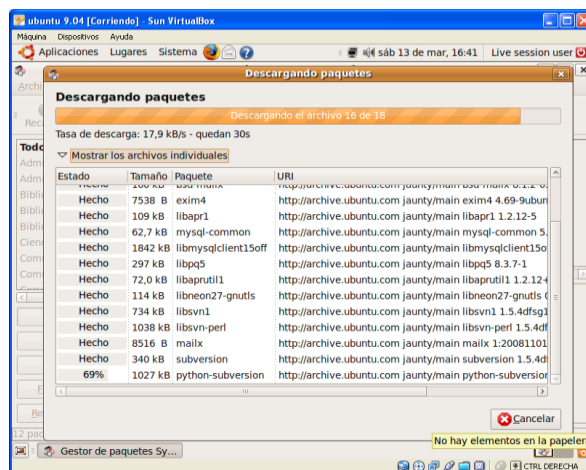 ubuntu 9.04 [Corriendo] - Sun VirtualBox
Máquina Dispositivos Ayuda
Aplicaciones Lugares Sistema sáb 13 de mar, 16:41 Live session user
Descargando paquetes
Archi
Descargando paquetes
Reca
Descargando el archivo 16 de 18
Tasa de descarga: 17,9 kB/s - quedan 30s
Todo
Mostrar los archivos individuales
Estado Tamaño Paquete URI
Hecho 7538 B exim4 http://archive.ubuntu.com jaunty/main exim4 4.69-9ubun
Hecho 109 kB libapr1 http://archive.ubuntu.com jaunty/main libapr1 1.2.12-5
Hecho 62,7 kB mysql-common http://archive.ubuntu.com jaunty/main mysql-common 5.
Hecho 1842 kB libmysqlclient15off http://archive.ubuntu.com jaunty/main libmysqlclient15o
Hecho 297 kB libpq5 http://archive.ubuntu.com jaunty/main libpq5 8.3.7-1
Hecho 72,0 kB libaprutil1 http://archive.ubuntu.com jaunty/main libaprutil1 1.2.12+
Hecho 114 kB libneon27-gnutls http://archive.ubuntu.com jaunty/main libneon27-gnutls
Hecho 734 kB libsvn1 http://archive.ubuntu.com jaunty/main libsvn1 1.5.4dfsg1
Hecho 1038 kB libsvn-perl http://archive.ubuntu.com jaunty/main libsvn-perl 1.5.4df
Hecho 8516 B mailx http://archive.ubuntu.com jaunty/main mailx 1:20081101
Hecho 340 kB subversion http://archive.ubuntu.com jaunty/main subversion 1.5.4d
69% 1027 kB python-subversion http://archive.ubuntu.com jaunty/main python-subversion
Cancelar
12 paq
No hay elementos en la papeler
Gestor de paquetes Sy...
CTRL DERECHA